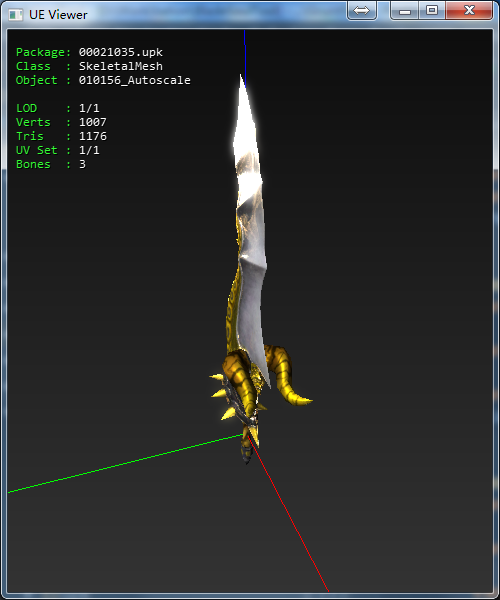 UE Viewer
Package: 00021035.upk
Class  : SkeletalMesh
Object : 010156_Autoscale
LOD    : 1/1
Verts  : 1007
Tris   : 1176
UV Set : 1/1
Bones  : 3